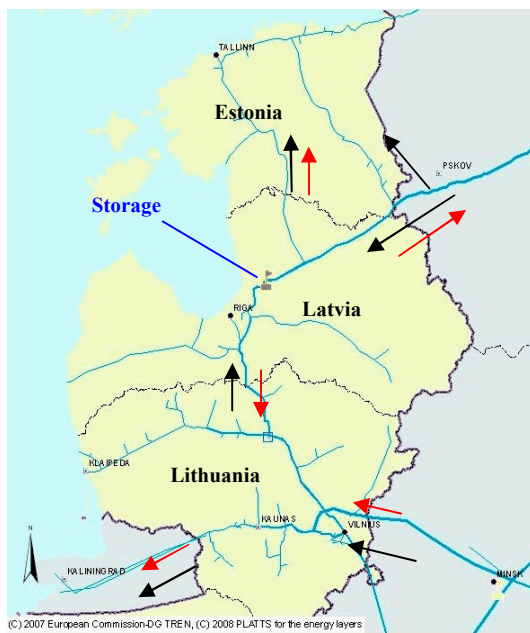 TALLINN
Estonia
PSKOV
Storage
RIGA
Latvia
KLAIPEDA
Lithuania
KAUNAS
VILNIUS
N
KALININGRAD
MINSK
(C) 2007 European Commission-DG TREN, (C) 2008 PLATTS for the energy layers